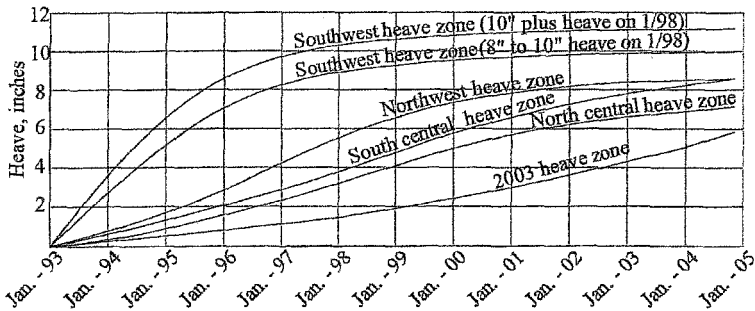 12
10
8
6
4
2
Heave, inches
Southwest heave zone (10" plus heave on 1/98)
Southwest heave zone(8" to 10" heave on 1/98)
Northwest heave zone
South central heave zone
North central heave zone
2003 heave zone
Jan. - 93
Jan. - 94
Jan. - 95
Jan. - 96
Jan. - 97
Jan. - 98
Jan. - 99
Jan. - 00
Jan. - 01
Jan. - 02
Jan. - 03
Jan. - 04
Jan. - 05